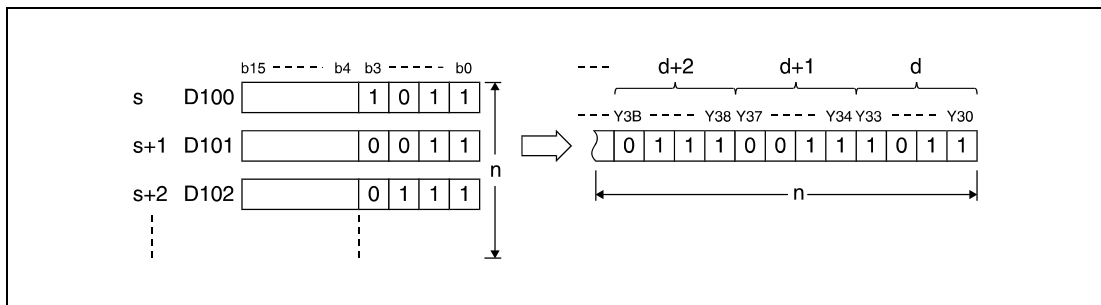 b15 b4 b3 b0
s D100 1 0 1 1
s+1 D101 0 0 1 1
s+2 D102 0 1 1 1
n
d+2 d+1 d
Y3B Y38 Y37 Y34 Y33 Y30
0 1 1 1 0 0 1 1 1 0 1 1
n